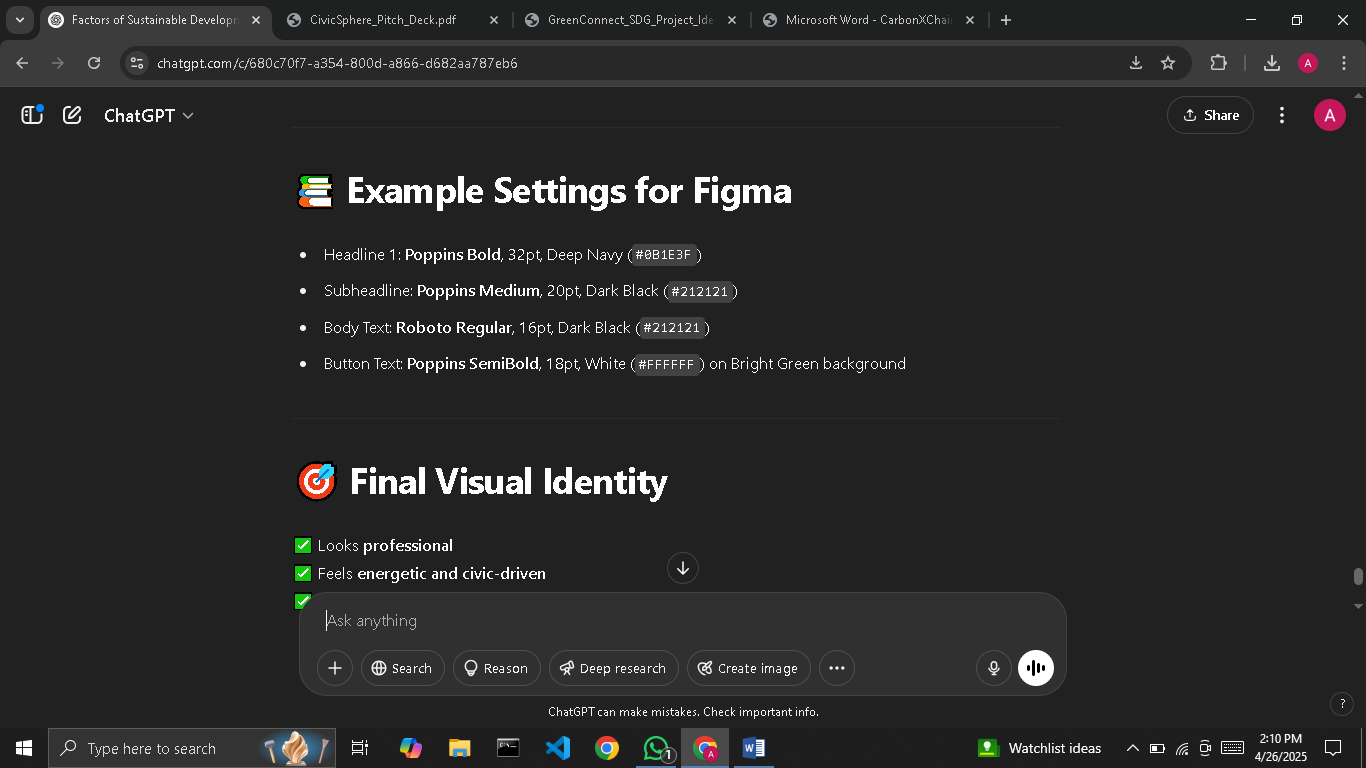 Factors of Sustainable Developm
CivicSphere_Pitch_Deck.pdf
GreenConnect_SDG_Project_Ide
Microsoft Word - CarbonXChai
chatgpt.com/c/680c70f7-a354-800d-a866-d682aa787eb6
A
ChatGPT
Share
A
Example Settings for Figma
Headline 1: Poppins Bold, 32pt, Deep Navy (#0B1E3F)
Subheadline: Poppins Medium, 20pt, Dark Black (#212121)
Body Text: Roboto Regular, 16pt, Dark Black (#212121)
Button Text: Poppins SemiBold, 18pt, White (#FFFFFF) on Bright Green background
Final Visual Identity
Looks professional
Feels energetic and civic-driven
Ask anything
Search
Reason
Deep research
Create image
ChatGPT can make mistakes. Check important info.
?
Type here to search
1
A
Watchlist ideas
2:10 PM
4/26/2025